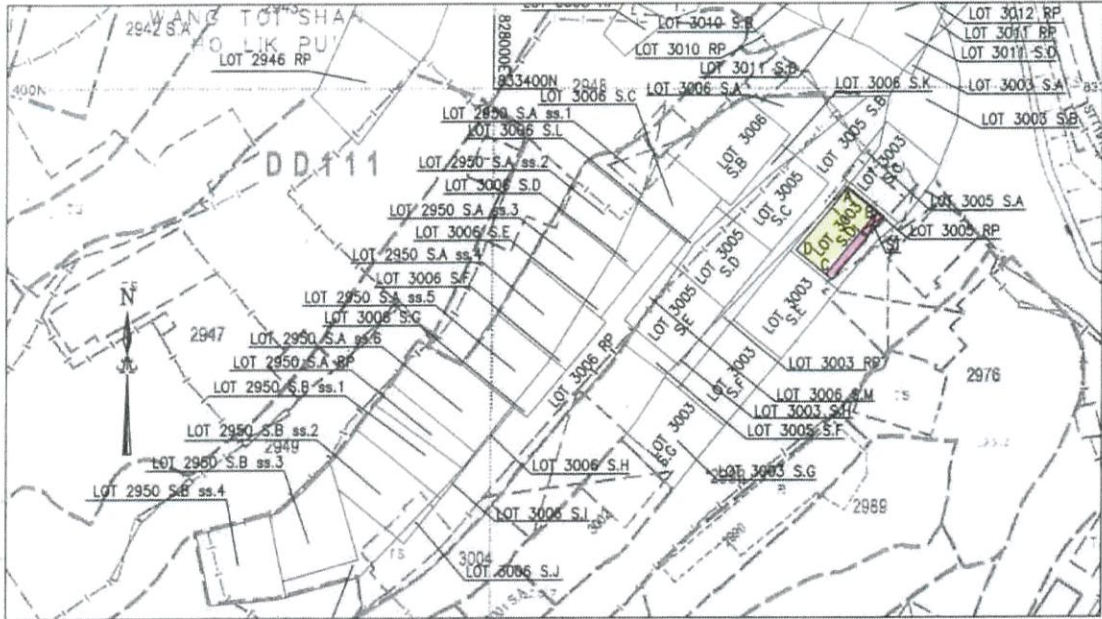 WANG TOI SHAN
2942 S.A
HO LIK PUI
LOT 2946 RP
828000E
833400N
400N
2948
LOT 3010 S.B
LOT 3010 RP
LOT 3011 S.B
LOT 3012 RP
LOT 3011 RP
LOT 3011 S.D
LOT 3003 S.A
LOT 3003 S.B
LOT 3006 S.K
LOT 3006 S.A
LOT 3006 S.C
LOT 2950 S.A ss.1
LOT 3006 S.L
LOT 2950 S.A ss.2
LOT 3006 S.D
LOT 2950 S.A ss.3
LOT 3006 S.E
LOT 2950 S.A ss.4
LOT 3006 S.F
LOT 2950 S.A ss.5
LOT 3006 S.G
LOT 2950 S.A ss.6
LOT 2950 S.A RP
LOT 2950 S.B ss.1
LOT 2950 S.B ss.2
2949
LOT 2950 S.B ss.3
LOT 2950 S.B ss.4
DD111
N
2947
LOT 3006
S.B
LOT 3005 S.B
LOT 3003
S.C
LOT 3005
S.C
LOT 3005
S.D
LOT 3005
S.E
LOT 3003
S.D
D
C
LOT 3005 S.A
LOT 3005 RP
LOT 3003
S.E
LOT 3003
S.F
LOT 3003
S.G
LOT 3006 RP
LOT 3003 RP
LOT 3006 S.M
LOT 3003 S.H
LOT 3005 S.F
LOT 3003 S.G
LOT 3006 S.H
LOT 3006 S.I
LOT 3006 S.J
3004
3002
2976
2989
2990
TS
TS